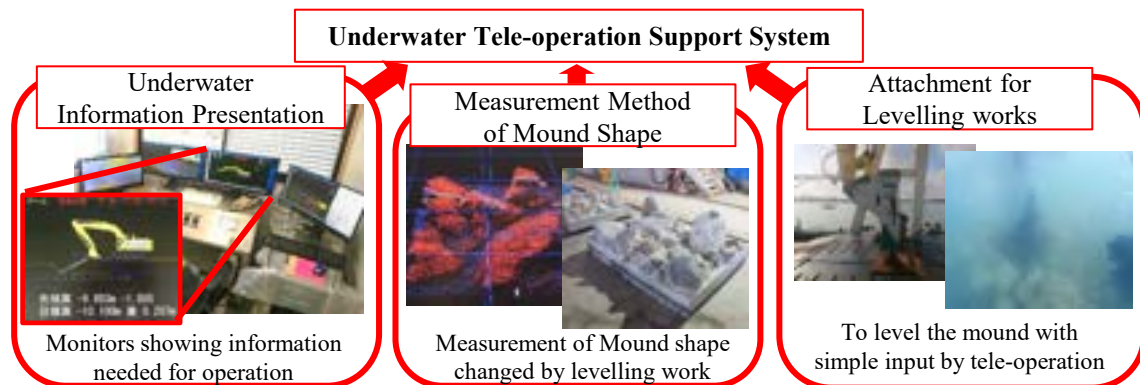 Underwater Tele-operation Support System
Underwater
Information Presentation
Monitors showing information
needed for operation
Measurement Method
of Mound Shape
Measurement of Mound shape
changed by levelling work
Attachment for
Levelling works
To level the mound with
simple input by tele-operation